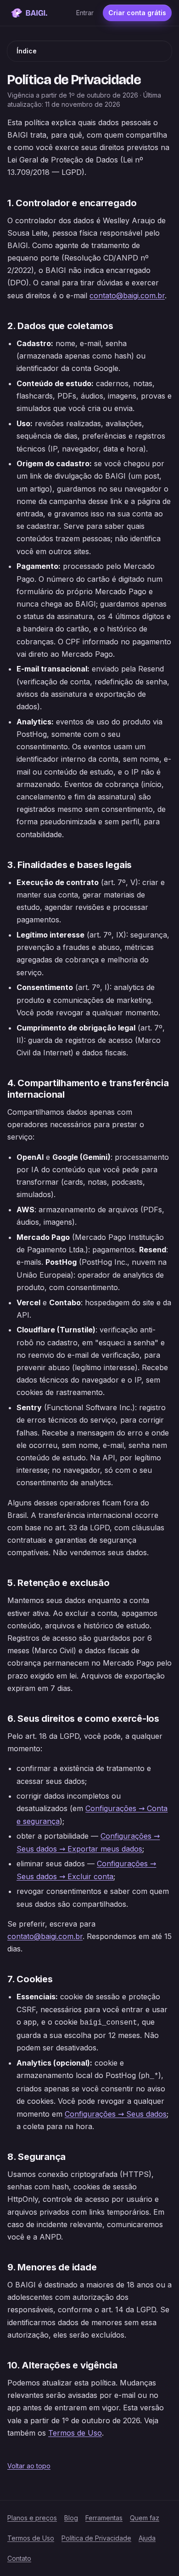 BAIGI.
Entrar
Criar conta grátis
Índice
Política de Privacidade
Vigência a partir de 1º de outubro de 2026 · Última
atualização: 11 de novembro de 2026
Esta política explica quais dados pessoais o
BAIGI trata, para quê, com quem compartilha e
como você exerce seus direitos previstos na
Lei Geral de Proteção de Dados (Lei nº
13.709/2018 — LGPD).
1. Controlador e encarregado
O controlador dos dados é Weslley Araujo de
Sousa Leite, pessoa física responsável pelo
BAIGI. Como agente de tratamento de
pequeno porte (Resolução CD/ANPD nº
2/2022), o BAIGI não indica encarregado
(DPO). O canal para tirar dúvidas e exercer
seus direitos é o e-mail contato@baigi.com.br.
2. Dados que coletamos
• Cadastro: nome, e-mail, senha
(armazenada apenas como hash) ou
identificador da conta Google.
• Conteúdo de estudo: cadernos, notas,
flashcards, PDFs, áudios, imagens, provas e
simulados que você cria ou envia.
• Uso: revisões realizadas, avaliações,
sequência de dias, preferências e registros
técnicos (IP, navegador, data e hora).
• Origem do cadastro: se você chegou por
um link de divulgação do BAIGI (um post,
um artigo), guardamos no seu navegador o
nome da campanha desse link e a página de
entrada, e gravamos isso na sua conta ao
se cadastrar. Serve para saber quais
conteúdos trazem pessoas; não identifica
você em outros sites.
• Pagamento: processado pelo Mercado
Pago. O número do cartão é digitado num
formulário do próprio Mercado Pago e
nunca chega ao BAIGI; guardamos apenas
o status da assinatura, os 4 últimos dígitos e
a bandeira do cartão, e o histórico de
cobranças. O CPF informado no pagamento
vai direto ao Mercado Pago.
• E-mail transacional: enviado pela Resend
(verificação de conta, redefinição de senha,
avisos da assinatura e exportação de
dados).
• Analytics: eventos de uso do produto via
PostHog, somente com o seu
consentimento. Os eventos usam um
identificador interno da conta, sem nome, e-
mail ou conteúdo de estudo, e o IP não é
armazenado. Eventos de cobrança (início,
cancelamento e fim da assinatura) são
registrados mesmo sem consentimento, de
forma pseudonimizada e sem perfil, para
contabilidade.
3. Finalidades e bases legais
• Execução de contrato (art. 7º, V): criar e
manter sua conta, gerar materiais de
estudo, agendar revisões e processar
pagamentos.
• Legítimo interesse (art. 7º, IX): segurança,
prevenção a fraudes e abuso, métricas
agregadas de cobrança e melhoria do
serviço.
• Consentimento (art. 7º, I): analytics de
produto e comunicações de marketing.
Você pode revogar a qualquer momento.
• Cumprimento de obrigação legal (art. 7º,
II): guarda de registros de acesso (Marco
Civil da Internet) e dados fiscais.
4. Compartilhamento e transferência
internacional
Compartilhamos dados apenas com
operadores necessários para prestar o
serviço:
• OpenAI e Google (Gemini): processamento
por IA do conteúdo que você pede para
transformar (cards, notas, podcasts,
simulados).
• AWS: armazenamento de arquivos (PDFs,
áudios, imagens).
• Mercado Pago (Mercado Pago Instituição
de Pagamento Ltda.): pagamentos. Resend:
e-mails. PostHog (PostHog Inc., nuvem na
União Europeia): operador de analytics de
produto, com consentimento.
• Vercel e Contabo: hospedagem do site e da
API.
• Cloudflare (Turnstile): verificação anti-
robô no cadastro, em "esqueci a senha" e
no reenvio do e-mail de verificação, para
prevenir abuso (legítimo interesse). Recebe
dados técnicos do navegador e o IP, sem
cookies de rastreamento.
• Sentry (Functional Software Inc.): registro
de erros técnicos do serviço, para corrigir
falhas. Recebe a mensagem do erro e onde
ele ocorreu, sem nome, e-mail, senha nem
conteúdo de estudo. Na API, por legítimo
interesse; no navegador, só com o seu
consentimento de analytics.
Alguns desses operadores ficam fora do
Brasil. A transferência internacional ocorre
com base no art. 33 da LGPD, com cláusulas
contratuais e garantias de segurança
compatíveis. Não vendemos seus dados.
5. Retenção e exclusão
Mantemos seus dados enquanto a conta
estiver ativa. Ao excluir a conta, apagamos
conteúdo, arquivos e histórico de estudo.
Registros de acesso são guardados por 6
meses (Marco Civil) e dados fiscais de
cobrança permanecem no Mercado Pago pelo
prazo exigido em lei. Arquivos de exportação
expiram em 7 dias.
6. Seus direitos e como exercê-los
Pelo art. 18 da LGPD, você pode, a qualquer
momento:
• confirmar a existência de tratamento e
acessar seus dados;
• corrigir dados incompletos ou
desatualizados (em Configurações → Conta
e segurança);
• obter a portabilidade — Configurações →
Seus dados → Exportar meus dados;
• eliminar seus dados — Configurações →
Seus dados → Excluir conta;
• revogar consentimentos e saber com quem
seus dados são compartilhados.
Se preferir, escreva para
contato@baigi.com.br. Respondemos em até 15
dias.
7. Cookies
• Essenciais: cookie de sessão e proteção
CSRF, necessários para você entrar e usar
o app, e o cookie baigi_consent, que
guarda a sua escolha por 12 meses. Não
podem ser desativados.
• Analytics (opcional): cookie e
armazenamento local do PostHog (ph_*),
criados apenas se você consentir no aviso
de cookies. Você pode revogar a qualquer
momento em Configurações → Seus dados;
a coleta para na hora.
8. Segurança
Usamos conexão criptografada (HTTPS),
senhas com hash, cookies de sessão
HttpOnly, controle de acesso por usuário e
arquivos privados com links temporários. Em
caso de incidente relevante, comunicaremos
você e a ANPD.
9. Menores de idade
O BAIGI é destinado a maiores de 18 anos ou a
adolescentes com autorização dos
responsáveis, conforme o art. 14 da LGPD. Se
identificarmos dados de menores sem essa
autorização, eles serão excluídos.
10. Alterações e vigência
Podemos atualizar esta política. Mudanças
relevantes serão avisadas por e-mail ou no
app antes de entrarem em vigor. Esta versão
vale a partir de 1º de outubro de 2026. Veja
também os Termos de Uso.
Voltar ao topo
Planos e preços
Blog
Ferramentas
Quem faz
Termos de Uso
Política de Privacidade
Ajuda
Contato